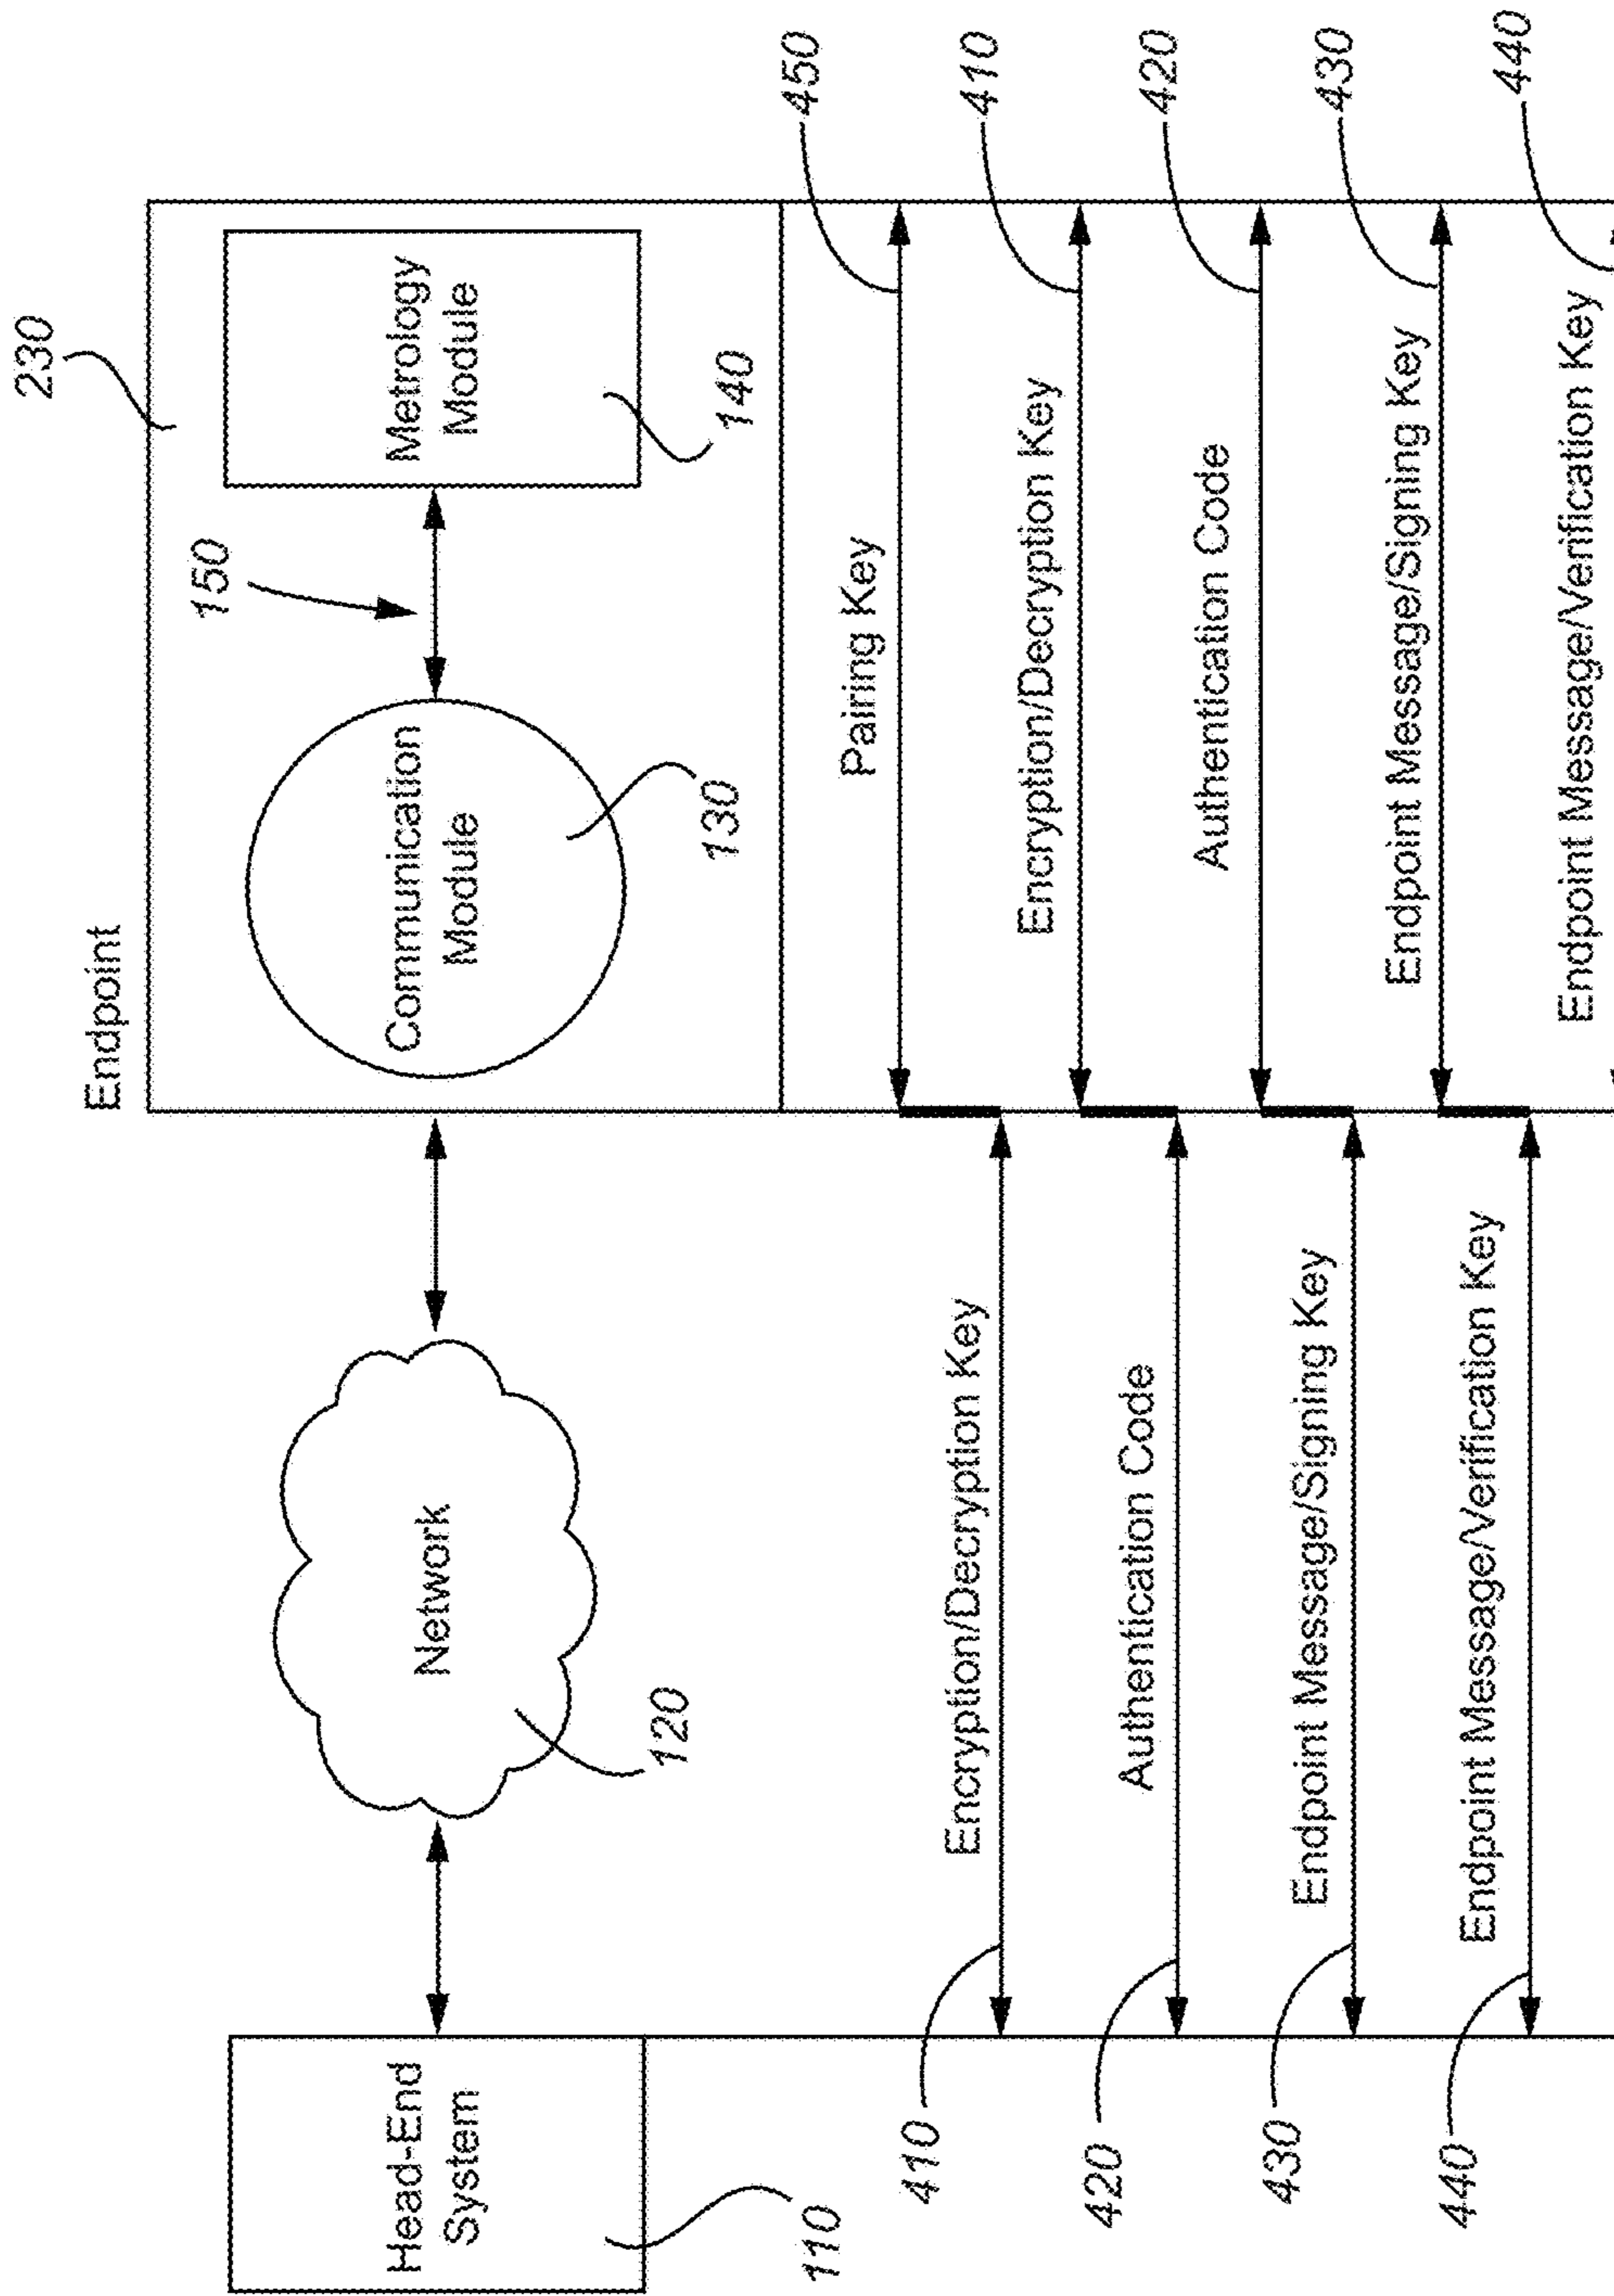 Endpoint
230
Head-End
System
110
Network
120
Communication
Module
130
150
Metrology
Module
140
Pairing Key
450
Encryption/Decryption Key
410
410
Encryption/Decryption Key
Authentication Code
420
420
Authentication Code
Endpoint Message/Signing Key
430
430
Endpoint Message/Signing Key
Endpoint Message/Verification Key
440
440
Endpoint Message/Verification Key